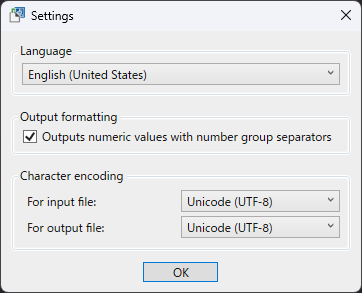 Settings
Language
English (United States)
Output formatting
Outputs numeric values with number group separators
Character encoding
For input file: Unicode (UTF-8)
For output file: Unicode (UTF-8)
OK